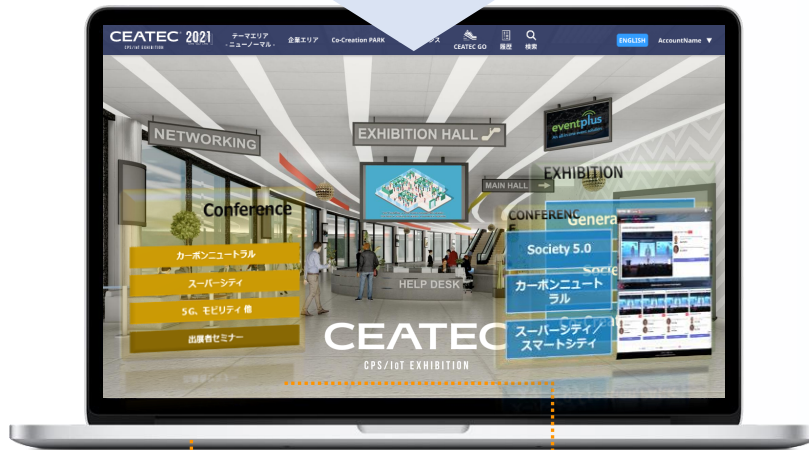 CEATEC 2021
CPS/IoT EXHIBITION
テーマエリア
- ニューノーマル -
企業エリア
Co-Creation PARK
ス
CEATEC GO
履歴
検索
ENGLISH
AccountName ▼
NETWORKING
EXHIBITION HALL
eventplus
MAIN HALL →
EXHIBITION
Conference
カーボンニュートラル
スーパーシティ
5G、モビリティ 他
出展者セミナー
HELP DESK
CONFERENC
E
Genera
Society 5.0
カーボンニュート
ラル
スーパーシティ/
スマートシティ
CEATEC
CPS/IoT EXHIBITION